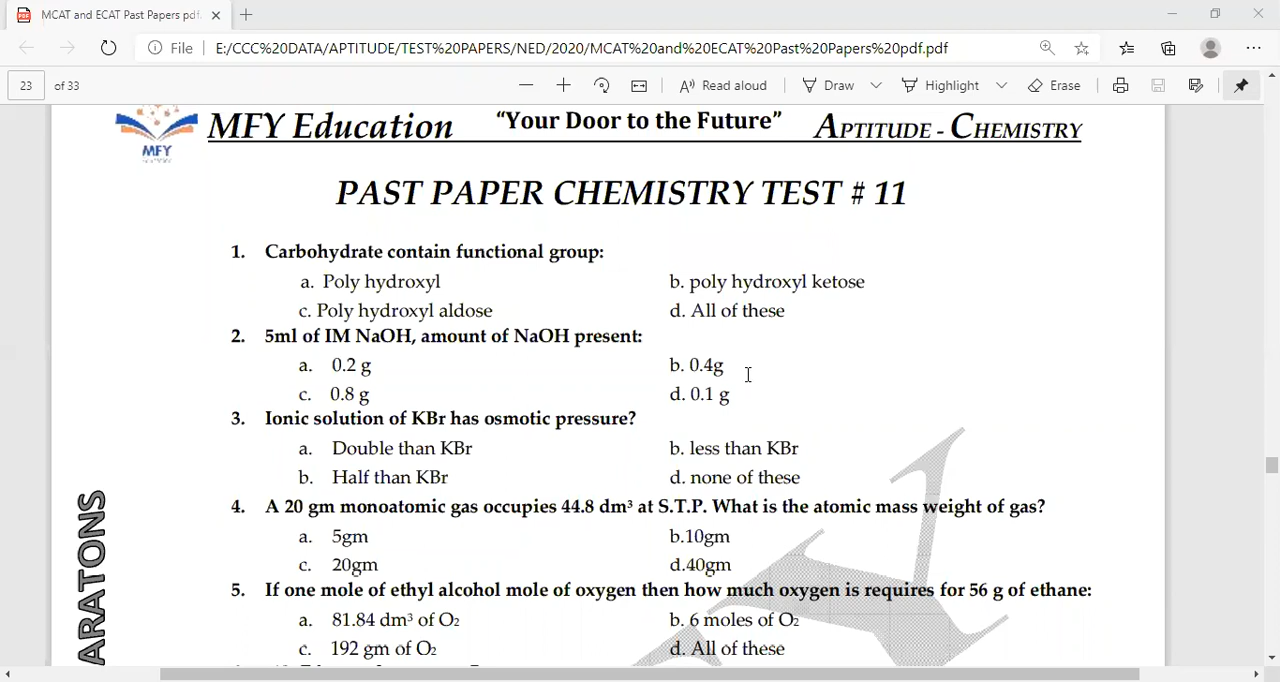 MCAT and ECAT Past Papers pdf.
File E:/CCC%20DATA/APTITUDE/TEST%20PAPERS/NED/2020/MCAT%20and%20ECAT%20Past%20Papers%20pdf.pdf
23 of 33 Read aloud Draw Highlight Erase
MFY Education "Your Door to the Future" APTITUDE - CHEMISTRY
MFY
PAST PAPER CHEMISTRY TEST # 11
1. Carbohydrate contain functional group:
a. Poly hydroxyl b. poly hydroxyl ketose
c. Poly hydroxyl aldose d. All of these
2. 5ml of IM NaOH, amount of NaOH present:
a. 0.2 g b. 0.4g
c. 0.8 g d. 0.1 g
3. Ionic solution of KBr has osmotic pressure?
a. Double than KBr b. less than KBr
b. Half than KBr d. none of these
4. A 20 gm monoatomic gas occupies 44.8 dm³ at S.T.P. What is the atomic mass weight of gas?
a. 5gm b.10gm
c. 20gm d.40gm
5. If one mole of ethyl alcohol mole of oxygen then how much oxygen is requires for 56 g of ethane:
a. 81.84 dm³ of O₂ b. 6 moles of O₂
c. 192 gm of O₂ d. All of these
ARATONS